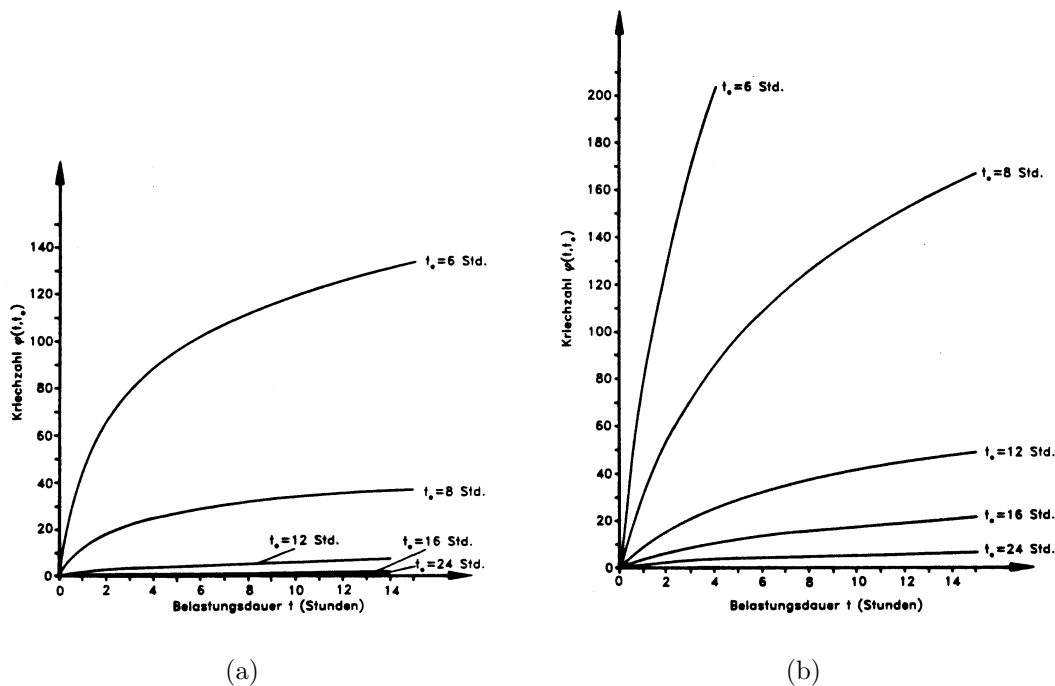 140
120
100
80
60
40
20
0
Kriechzahl φ(t,t₀)
t₀=6 Std.
t₀=8 Std.
t₀=12 Std.
t₀=16 Std.
t₀=24 Std.
0 2 4 6 8 10 12 14
Belastungsdauer t (Stunden)
(a)
200
180
160
140
120
100
80
60
40
20
0
Kriechzahl φ(t,t₀)
t₀=6 Std.
t₀=8 Std.
t₀=12 Std.
t₀=16 Std.
t₀=24 Std.
0 2 4 6 8 10 12 14
Belastungsdauer t (Stunden)
(b)